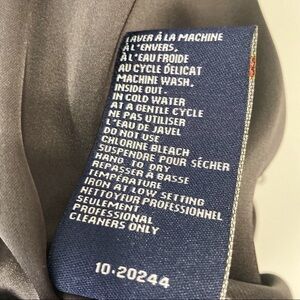 LAVER À LA MACHINE
À L'ENVERS,
À L'EAU FROIDE
AU CYCLE DÉLICAT
MACHINE WASH,
INSIDE OUT-
IN COLD WATER
AT A GENTLE CYCLE
NE PAS UTILISER
L'EAU DE JAVEL
DO NOT USE
CHLORINE BLEACH
SUSPENDRE POUR SÉCHER
HANG TO DRY
REPASSER À BASSE
TEMPÉRATURE
IRON AT LOW SETTING
NETTOYEUR PROFESSIONNEL
SEULEMENT
PROFESSIONAL
CLEANERS ONLY
10·20244